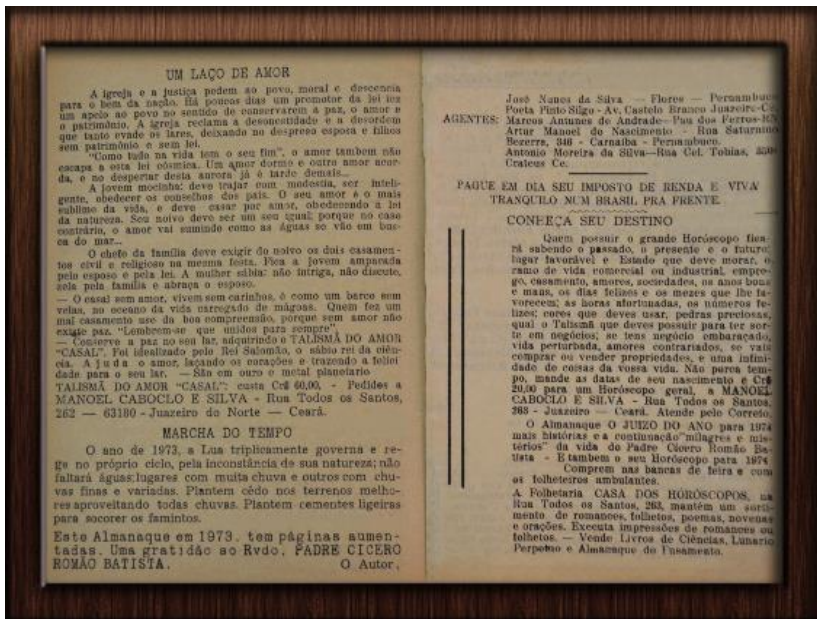 UM LAÇO DE AMOR
A igreja e a justiça pedem ao povo, moral e descencia
para o bem da nação. Há poucos dias um promotor da lei fez
um apelo ao povo no sentido de conservarem a paz, o amor e
o patrimônio. A igreja reclama a desonestidade e a desordem
que tanto evade os lares, deixando no despreso esposa e filhos
sem patrimônio e sem lei.
"Como tudo na vida tem o seu fim", o amor tambem não
escapa a esta lei cósmica. Um amor dorme e outro amor acor-
da, e no despertar desta aurora já é tarde demais...
A jovem mocinha: deve trajar com modestia, ser inteli-
gente, obedecer os conselhos dos pais. O seu amor é o mais
sublime da vida, e deve casar por amor, obedecendo a lei
da natureza. Seu noivo deve ser um seu igual; porque no caso
contrário, o amor vai sumindo como as águas se vão em bus-
ca do mar...
O chefe da família deve exigir do noivo os dois casamen-
tos civil e religioso na mesma festa. Fica a jovem amparada
pelo esposo e pela lei. A mulher sábia: não intriga, não discute,
zela pela família e abraça o esposo.
— O casal sem amor, vivem sem carinhos, é como um barco sem
velas, no oceano da vida carregado de mágoas. Quem fez um
mal casamento use da boa compreensão, porque sem amor não
existe paz. "Lembrem-se que unidos para sempre".
— Conserve a paz no seu lar, adquirindo e TALISMÃ DO AMOR
"CASAL". Foi idealizado pelo Rei Salomão, o sábio rei da ciên-
cia. Ajuda o amor, laçando os corações e trazendo a felici
dade para o seu lar. — São em ouro e metal planetario
TALISMÃ DO AMOR "CASAL": custa Cr$ 60,00. - Pedidos a
MANOEL CABOCLO E SILVA - Rua Todos os Santos,
262 — 63180 - Juazeiro do Norte — Ceará.
MARCHA DO TEMPO
O ano de 1973, a Lua triplicamente governa e re-
ge no próprio ciclo, pela inconstância de sua natureza; não
faltará águas; lugares com muita chuva e outros com chu-
vas finas e variadas. Plantem cêdo nos terrenos melho-
res aproveitando todas chuvas. Plantem cementes ligeiras
para socorer os famintos.
Este Almanaque em 1973. tem páginas aumen-
tadas. Uma gratidão ao Rvdo. PADRE CICERO
ROMÃO BATISTA. O Autor.
José Nunes da Silva — Flores — Pernambuco
Poeta Pinto Silgo - Av. Castelo Branco Juazeiro-Ce
AGENTES: Marcos Antunes de Andrade—Pau dos Ferros-RN
Artur Manoel do Nascimento - Rua Saturnino
Bezerra, 346 - Carnaíba - Pernambuco.
Antonio Moreira da Silva—Rua Cel. Tobias,
Crateus Ce.
PAGUE EM DIA SEU IMPOSTO DE RENDA E VIVA
TRANQUILO NUM BRASIL PRA FRENTE.
CONHEÇA SEU DESTINO
Quem possuir o grande Horóscopo fica-
rá sabendo o passado, o presente e o futuro;
lugar favorável e Estado que deve morar, o
ramo de vida comercial ou industrial, empre-
go, casamento, amores, sociedades, os anos bons
e maus, os dias felizes e os mezes que lhe fa-
vorecem; as horas afortunadas, os números fe-
lizes; cores que deves usar, pedras preciosas,
qual o Talismã que deves possuir para ter sor-
te em negócios; se tens negócio embaraçado,
vida perturbada, amores contrariados, se vais
comprar ou vender propriedades, e uma infini-
dade de coisas da vossa vida. Não perca tem-
po, mande as datas de seu nascimento e Cr$
20,00 para um Horóscopo geral, a MANOEL
CABOCLO E SILVA - Rua Todos os Santos,
263 - Juazeiro — Ceará. Atende pelo Correio.
O Almanaque O JUIZO DO ANO para 1974
mais histórias e a continuação "milagres e mis-
térios" da vida do Padre Cicero Romão Ba-
tista - E tambem o seu Horóscopo para 1974
Comprem nas bancas de feira e com
os folheteiros ambulantes.
A Folhetaria CASA DOS HORÓSCOPOS, na
Rua Todos os Santos, 263, mantém um sorti-
mento de romances, folhetos, poemas, novenas
e orações. Executa impressões de romances ou
folhetos. — Vende Livros de Ciências, Lunario
Perpetuo e Almanaque do Pensamento.